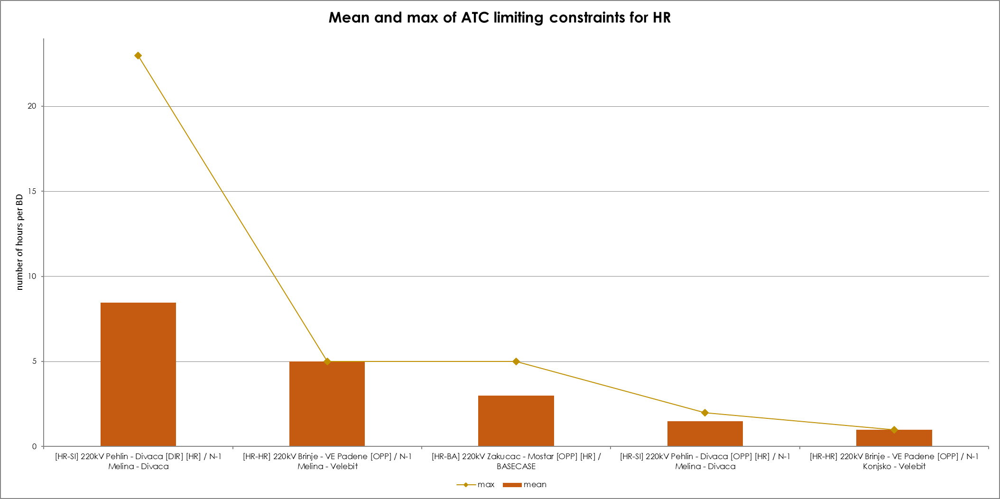 Mean and max of ATC limiting constraints for HR
number of hours per BD
20
15
10
5
0
[HR-SI] 220kV Pehlin - Divaca [DIR] [HR] / N-1
Melina - Divaca
[HR-HR] 220kV Brinje - VE Padene [OPP] / N-1
Melina - Velebit
[HR-BA] 220kV Zakucac - Mostar [OPP] [HR] /
BASECASE
[HR-SI] 220kV Pehlin - Divaca [OPP] [HR] / N-1
Melina - Divaca
[HR-HR] 220kV Brinje - VE Padene [OPP] / N-1
Konjsko - Velebit
max
mean